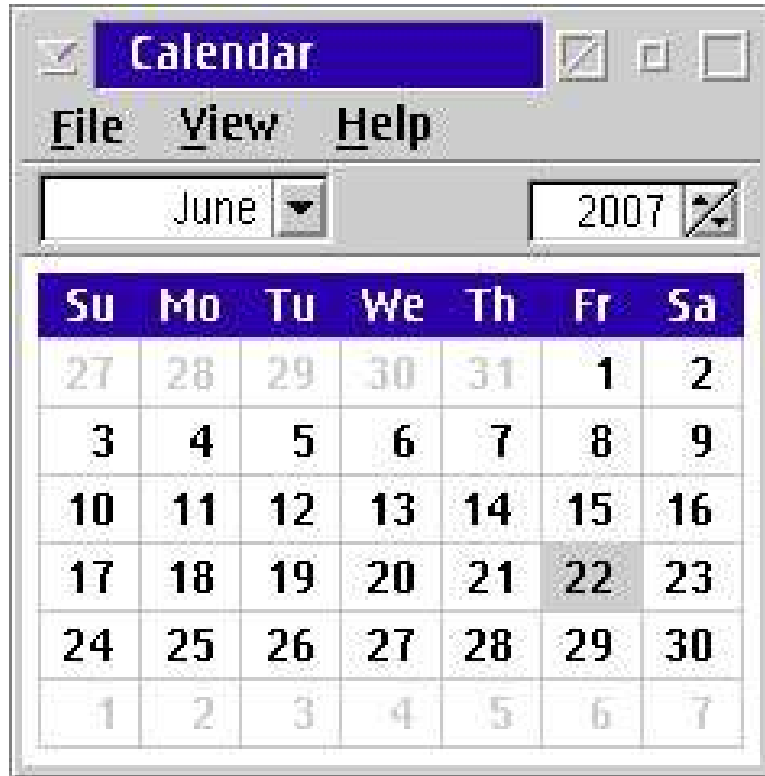 Calendar
File View Help
June 2007
Su Mo Tu We Th Fr Sa
27 28 29 30 31 1 2
3 4 5 6 7 8 9
10 11 12 13 14 15 16
17 18 19 20 21 22 23
24 25 26 27 28 29 30
1 2 3 4 5 6 7